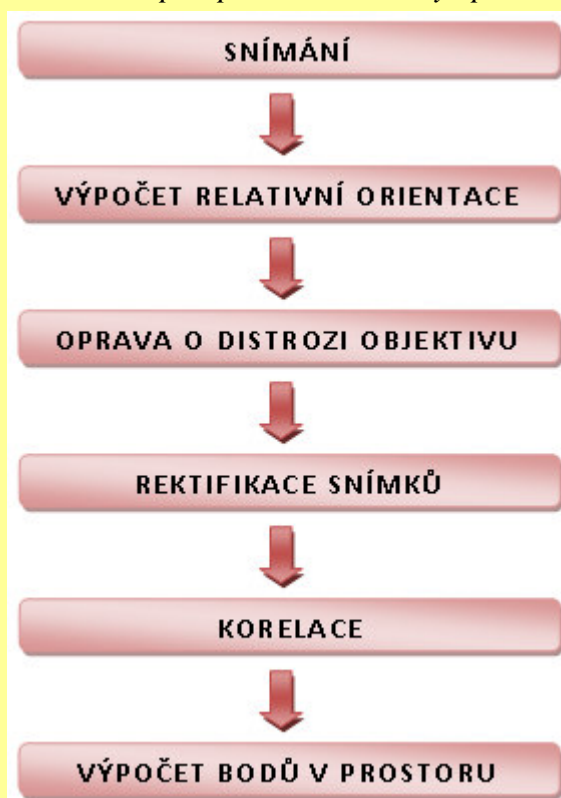 SNÍMÁNÍ
VÝPOČET RELATIVNÍ ORIENTACE
OPRAVA O DISTROZI OBJEKTIVU
REKTIFIKACE SNÍMKŮ
KORELACE
VÝPOČET BODŮ V PROSTORU